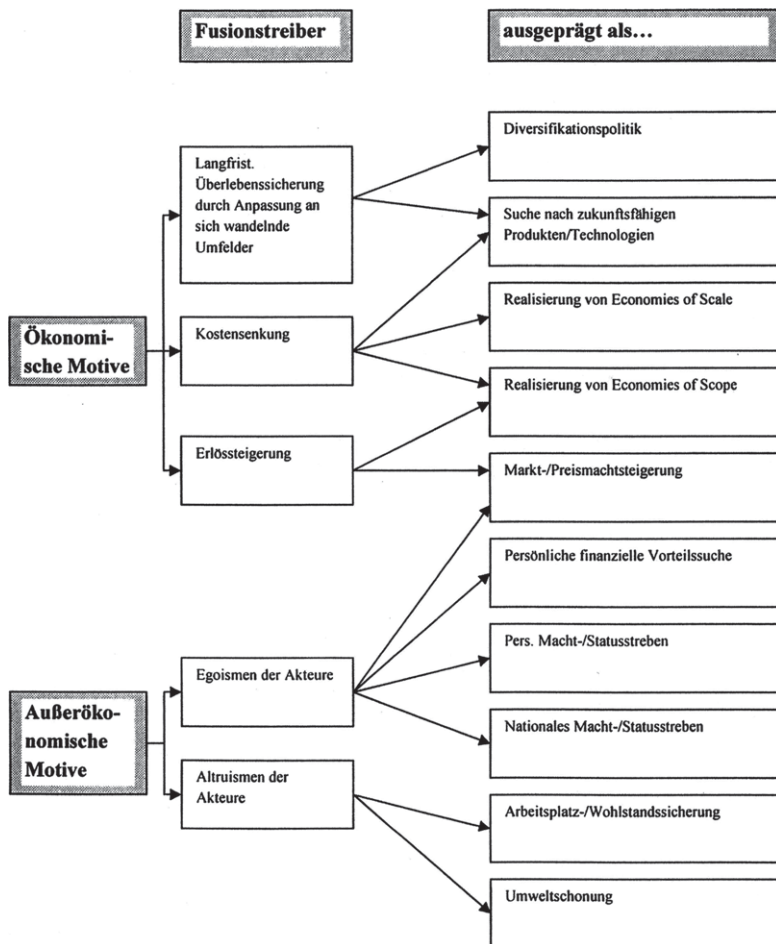 Fusionstreiber
ausgeprägt als...
Diversifikationspolitik
Langfrist.
Überlebenssicherung
durch Anpassung an
sich wandelnde
Umfelder
Suche nach zukunftsfähigen
Produkten/Technologien
Ökonomi-
sche Motive
Kostensenkung
Realisierung von Economies of Scale
Realisierung von Economies of Scope
Erlössteigerung
Markt-/Preismachtsteigerung
Persönliche finanzielle Vorteilssuche
Egoismen der Akteure
Pers. Macht-/Statusstreben
Außeröko-
nomische
Motive
Nationales Macht-/Statusstreben
Altruismen der
Akteure
Arbeitsplatz-/Wohlstandssicherung
Umweltschonung